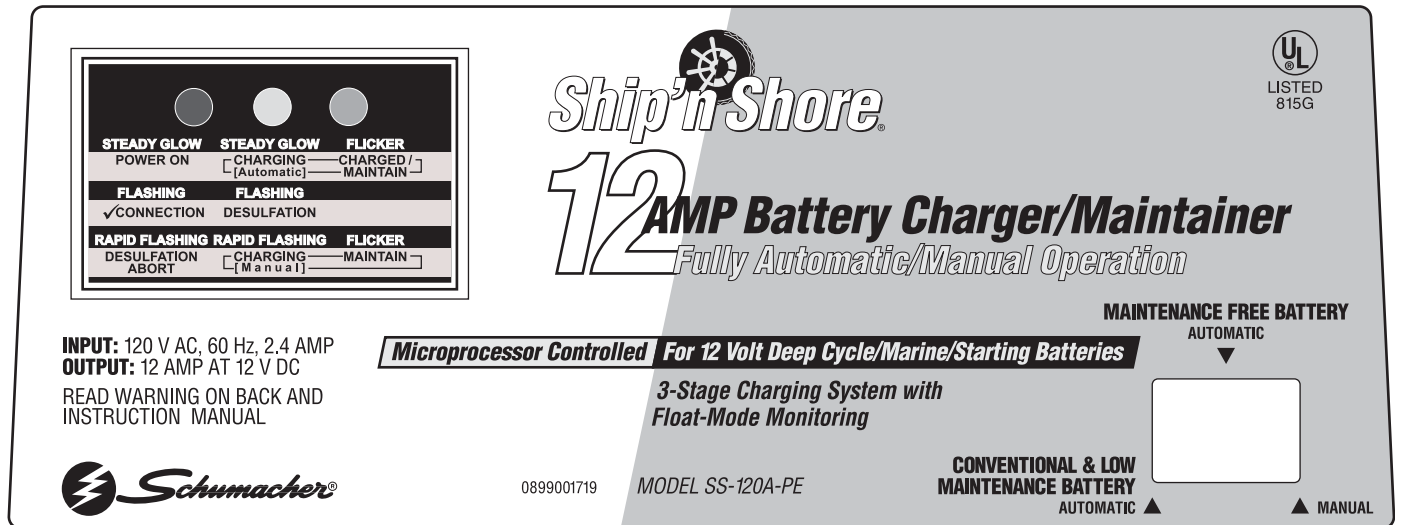 STEADY GLOW STEADY GLOW FLICKER
POWER ON CHARGING CHARGED /
[Automatic] MAINTAIN
FLASHING FLASHING
✓CONNECTION DESULFATION
RAPID FLASHING RAPID FLASHING FLICKER
DESULFATION CHARGING MAINTAIN
ABORT [Manual]
INPUT: 120 V AC, 60 Hz, 2.4 AMP
OUTPUT: 12 AMP AT 12 V DC
READ WARNING ON BACK AND
INSTRUCTION MANUAL
Schumacher®
Ship'n Shore®
12 AMP Battery Charger/Maintainer
Fully Automatic/Manual Operation
Microprocessor Controlled For 12 Volt Deep Cycle/Marine/Starting Batteries
3-Stage Charging System with
Float-Mode Monitoring
0899001719 MODEL SS-120A-PE
UL ®
LISTED
815G
MAINTENANCE FREE BATTERY
AUTOMATIC
▼
CONVENTIONAL & LOW
MAINTENANCE BATTERY
AUTOMATIC ▲ ▲ MANUAL